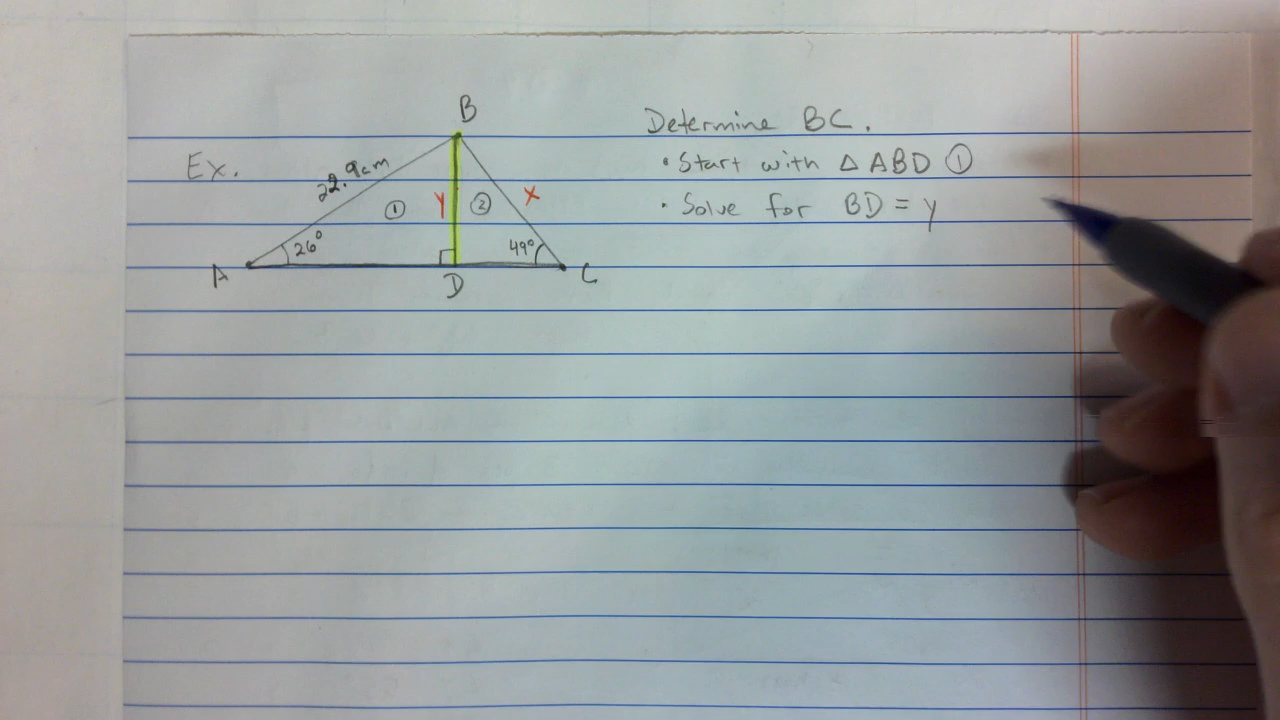 Ex.
B
22.9cm
① y ② x
26°
49°
A
D
C
Determine BC.
• Start with △ ABD ①
• Solve for BD = y